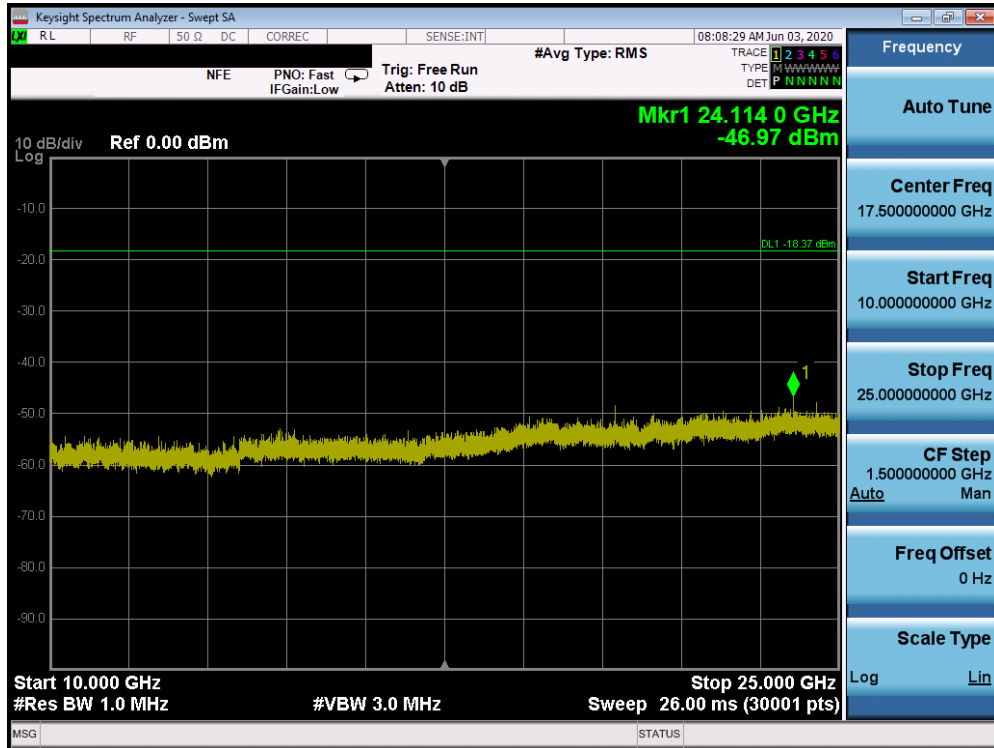 Keysight Spectrum Analyzer - Swept SA
LXI RL RF 50 Ω DC CORREC SENSE:INT 08:08:29 AM Jun 03, 2020
#Avg Type: RMS
TRACE 1 2 3 4 5 6
NFE PNO: Fast Trig: Free Run
TYPE M WWWWW
IFGain:Low Atten: 10 dB
DET P N N N N N
Mkr1 24.114 0 GHz
-46.97 dBm
10 dB/div Ref 0.00 dBm
Log
-10.0
DL1 -18.37 dBm
-20.0
-30.0
-40.0
1
-50.0
-60.0
-70.0
-80.0
-90.0
Start 10.000 GHz Stop 25.000 GHz
#Res BW 1.0 MHz #VBW 3.0 MHz Sweep 26.00 ms (30001 pts)
MSG STATUS
Frequency
Auto Tune
Center Freq
17.500000000 GHz
Start Freq
10.000000000 GHz
Stop Freq
25.000000000 GHz
CF Step
1.500000000 GHz
Auto Man
Freq Offset
0 Hz
Scale Type
Log Lin